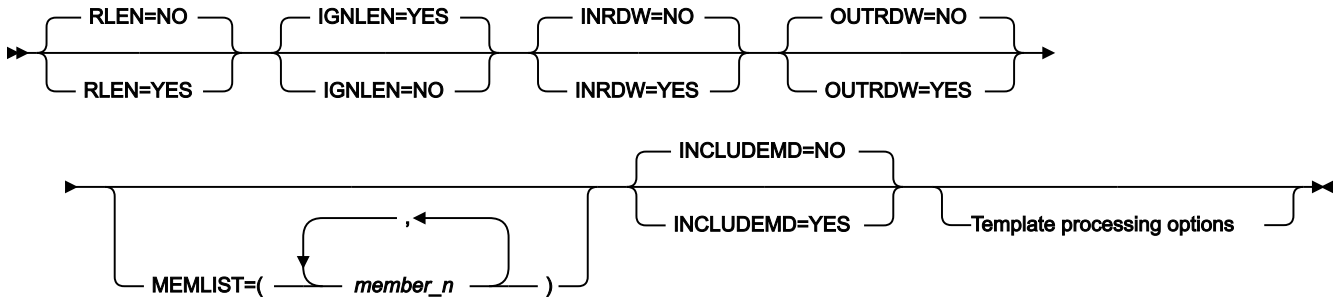 RLEN=NO IGNLEN=YES INRDW=NO OUTRDW=NO
RLEN=YES IGNLEN=NO INRDW=YES OUTRDW=YES
INCLUDEMD=NO
, INCLUDEMD=YES Template processing options
MEMLIST=( member_n )